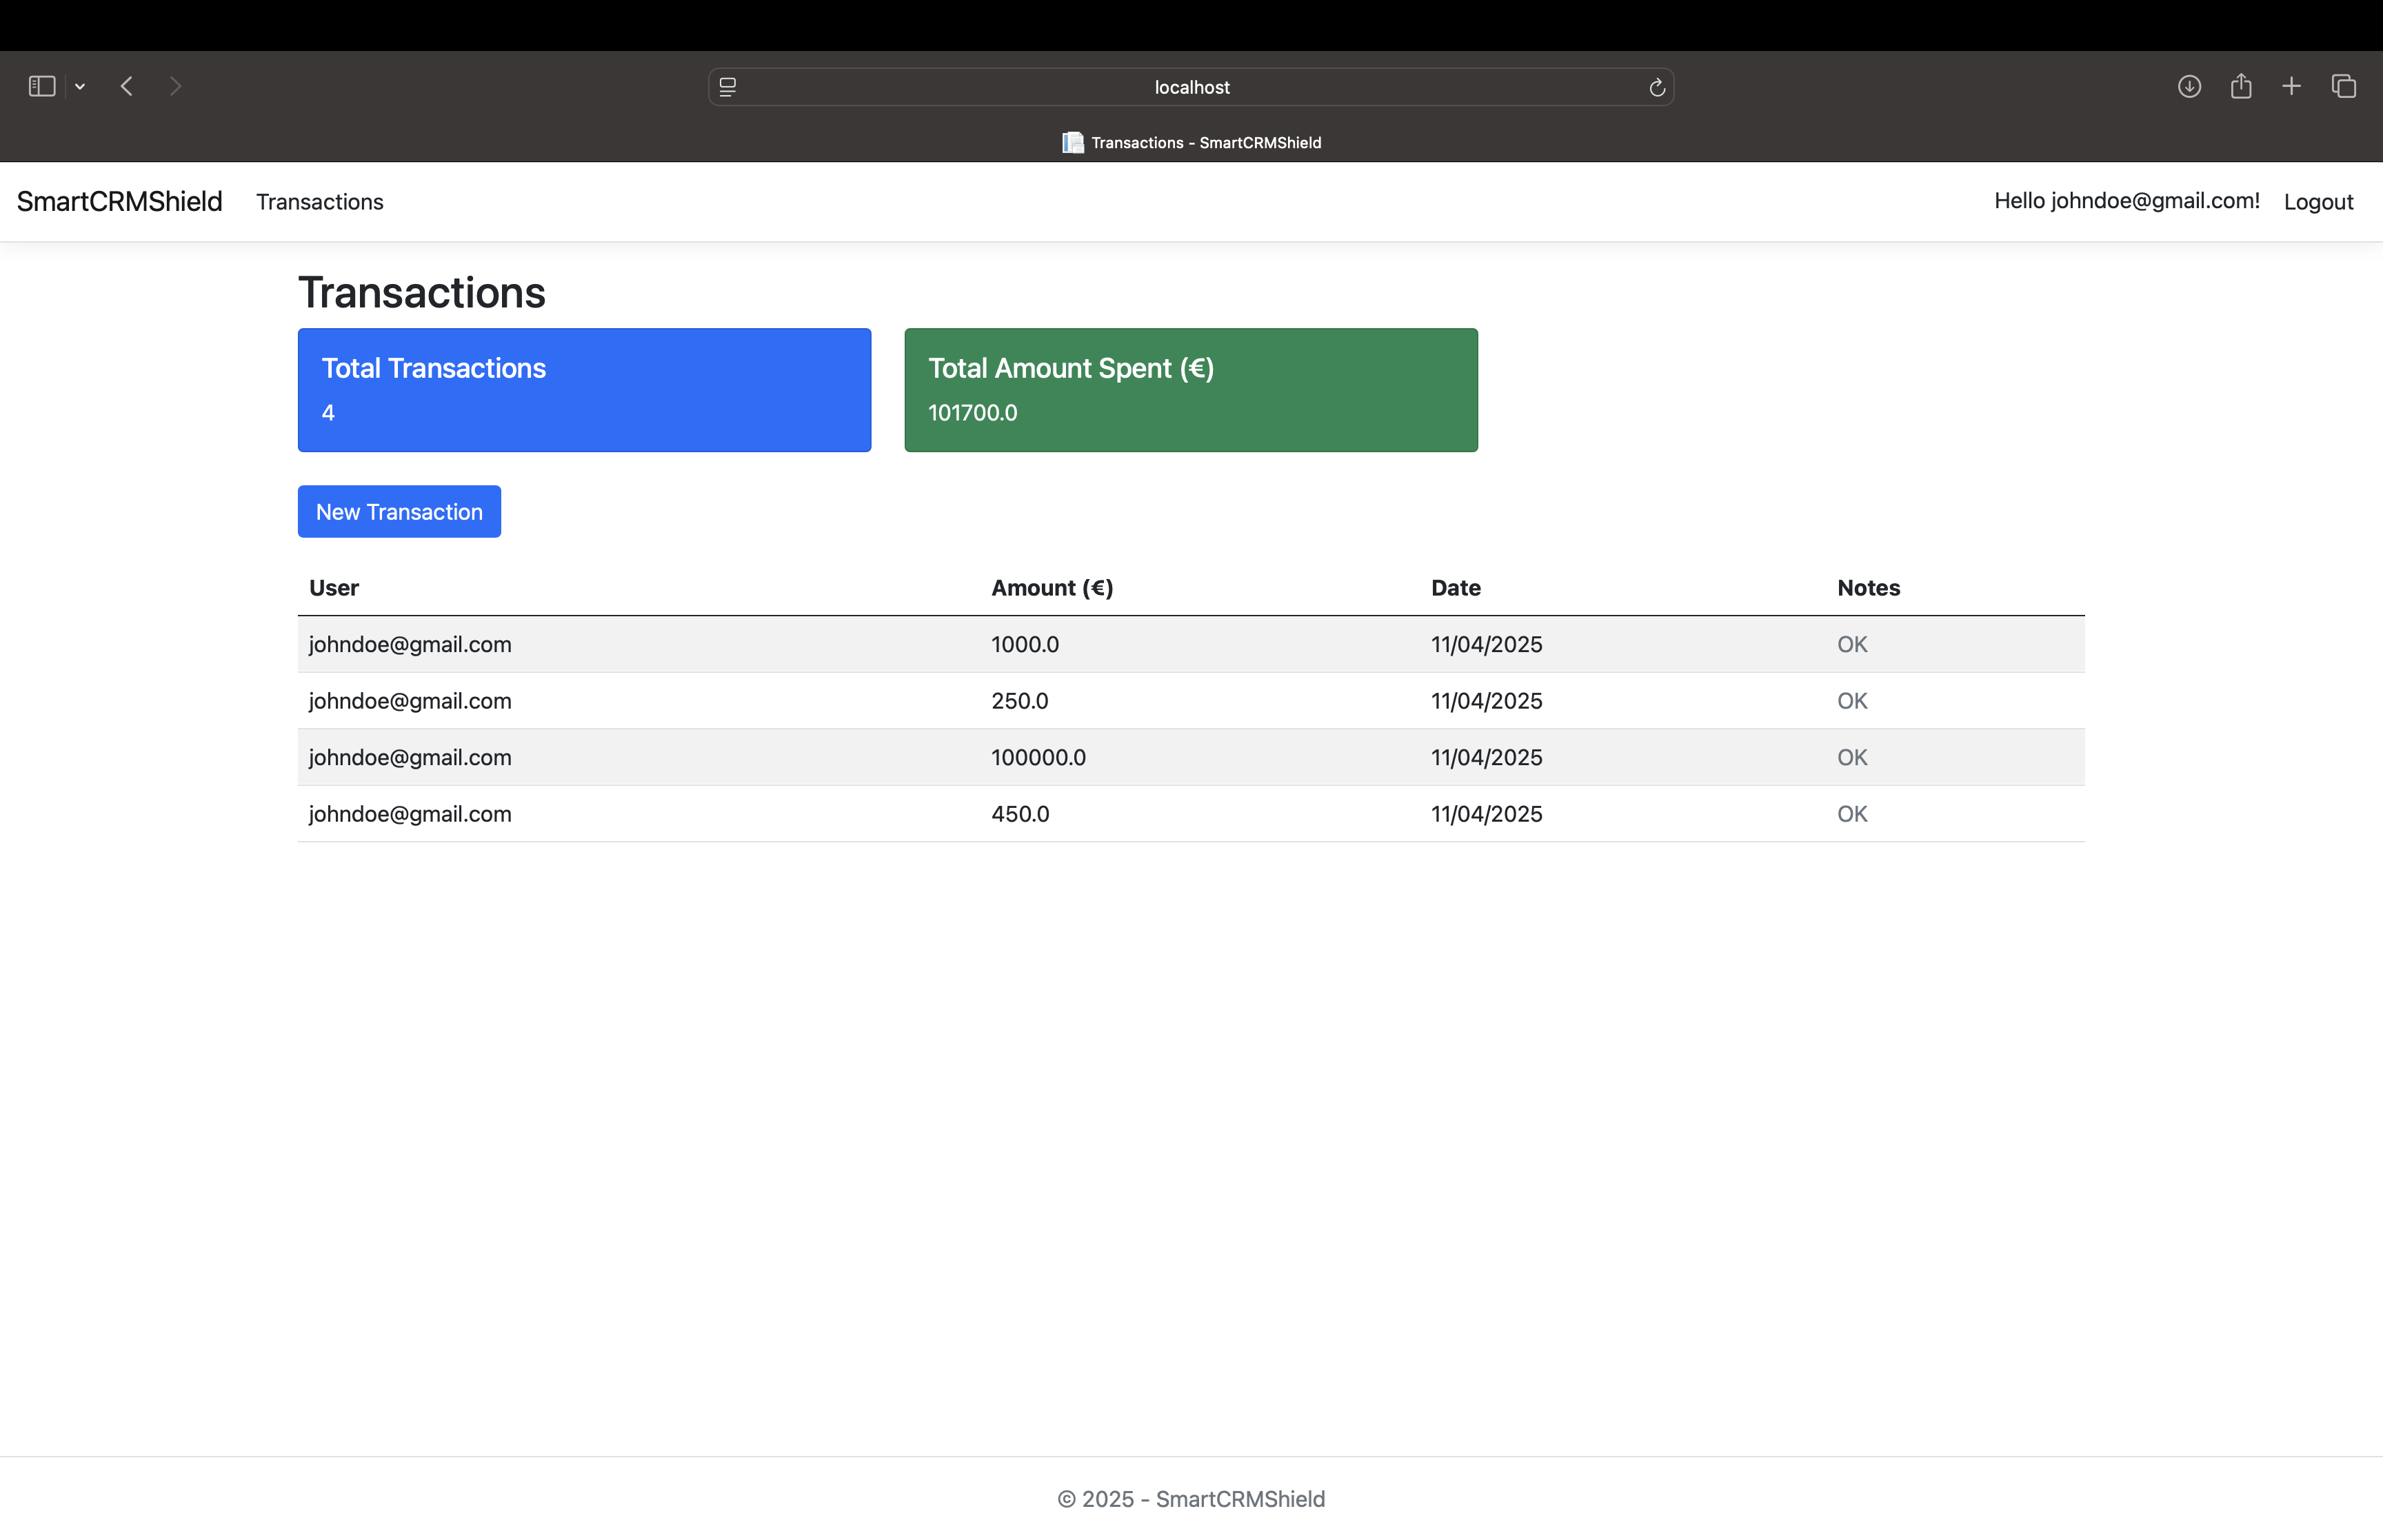 localhost
Transactions - SmartCRMShield
SmartCRMShield Transactions Hello johndoe@gmail.com! Logout
Transactions
Total Transactions Total Amount Spent (€)
4 101700.0
New Transaction
User Amount (€) Date Notes
johndoe@gmail.com 1000.0 11/04/2025 OK
johndoe@gmail.com 250.0 11/04/2025 OK
johndoe@gmail.com 100000.0 11/04/2025 OK
johndoe@gmail.com 450.0 11/04/2025 OK
© 2025 - SmartCRMShield